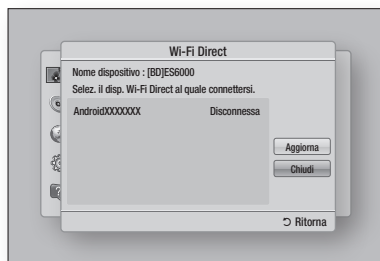 Wi-Fi Direct
Nome dispositivo : [BD]ES6000
Selez. il disp. Wi-Fi Direct al quale connettersi.
AndroidXXXXXXX Disconnessa
Aggiorna
Chiudi
Ritorna